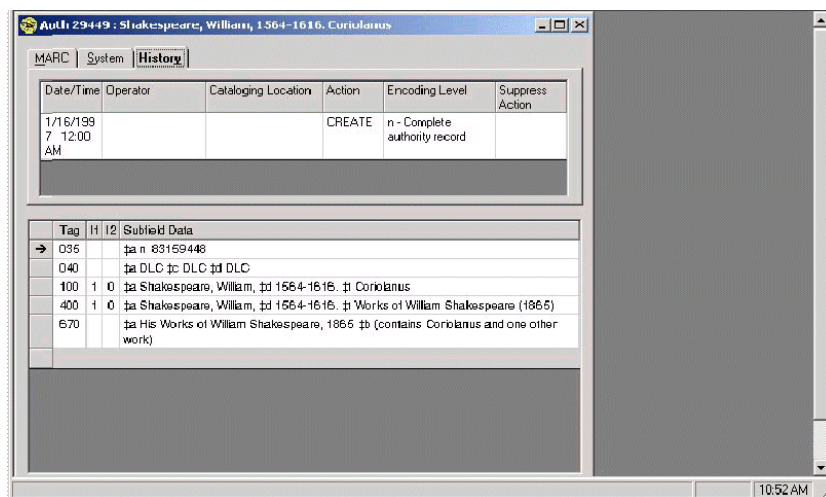 Auth 29449 : Shakespeare, William, 1564-1616. Coriolanus
MARC System History
Date/Time Operator Cataloging Location Action Encoding Level Suppress
Action
1/16/199 CREATE n - Complete
7 12:00 authority record
AM
Tag I1 I2 Subfield Data
035 ‡a n 83159448
040 ‡a DLC ‡c DLC ‡d DLC
100 1 0 ‡a Shakespeare, William, ‡d 1564-1616. ‡t Coriolanus
400 1 0 ‡a Shakespeare, William, ‡d 1564-1616. ‡t Works of William Shakespeare (1865)
670 ‡a His Works of William Shakespeare, 1865 ‡b (contains Coriolanus and one other
work)
10:52 AM